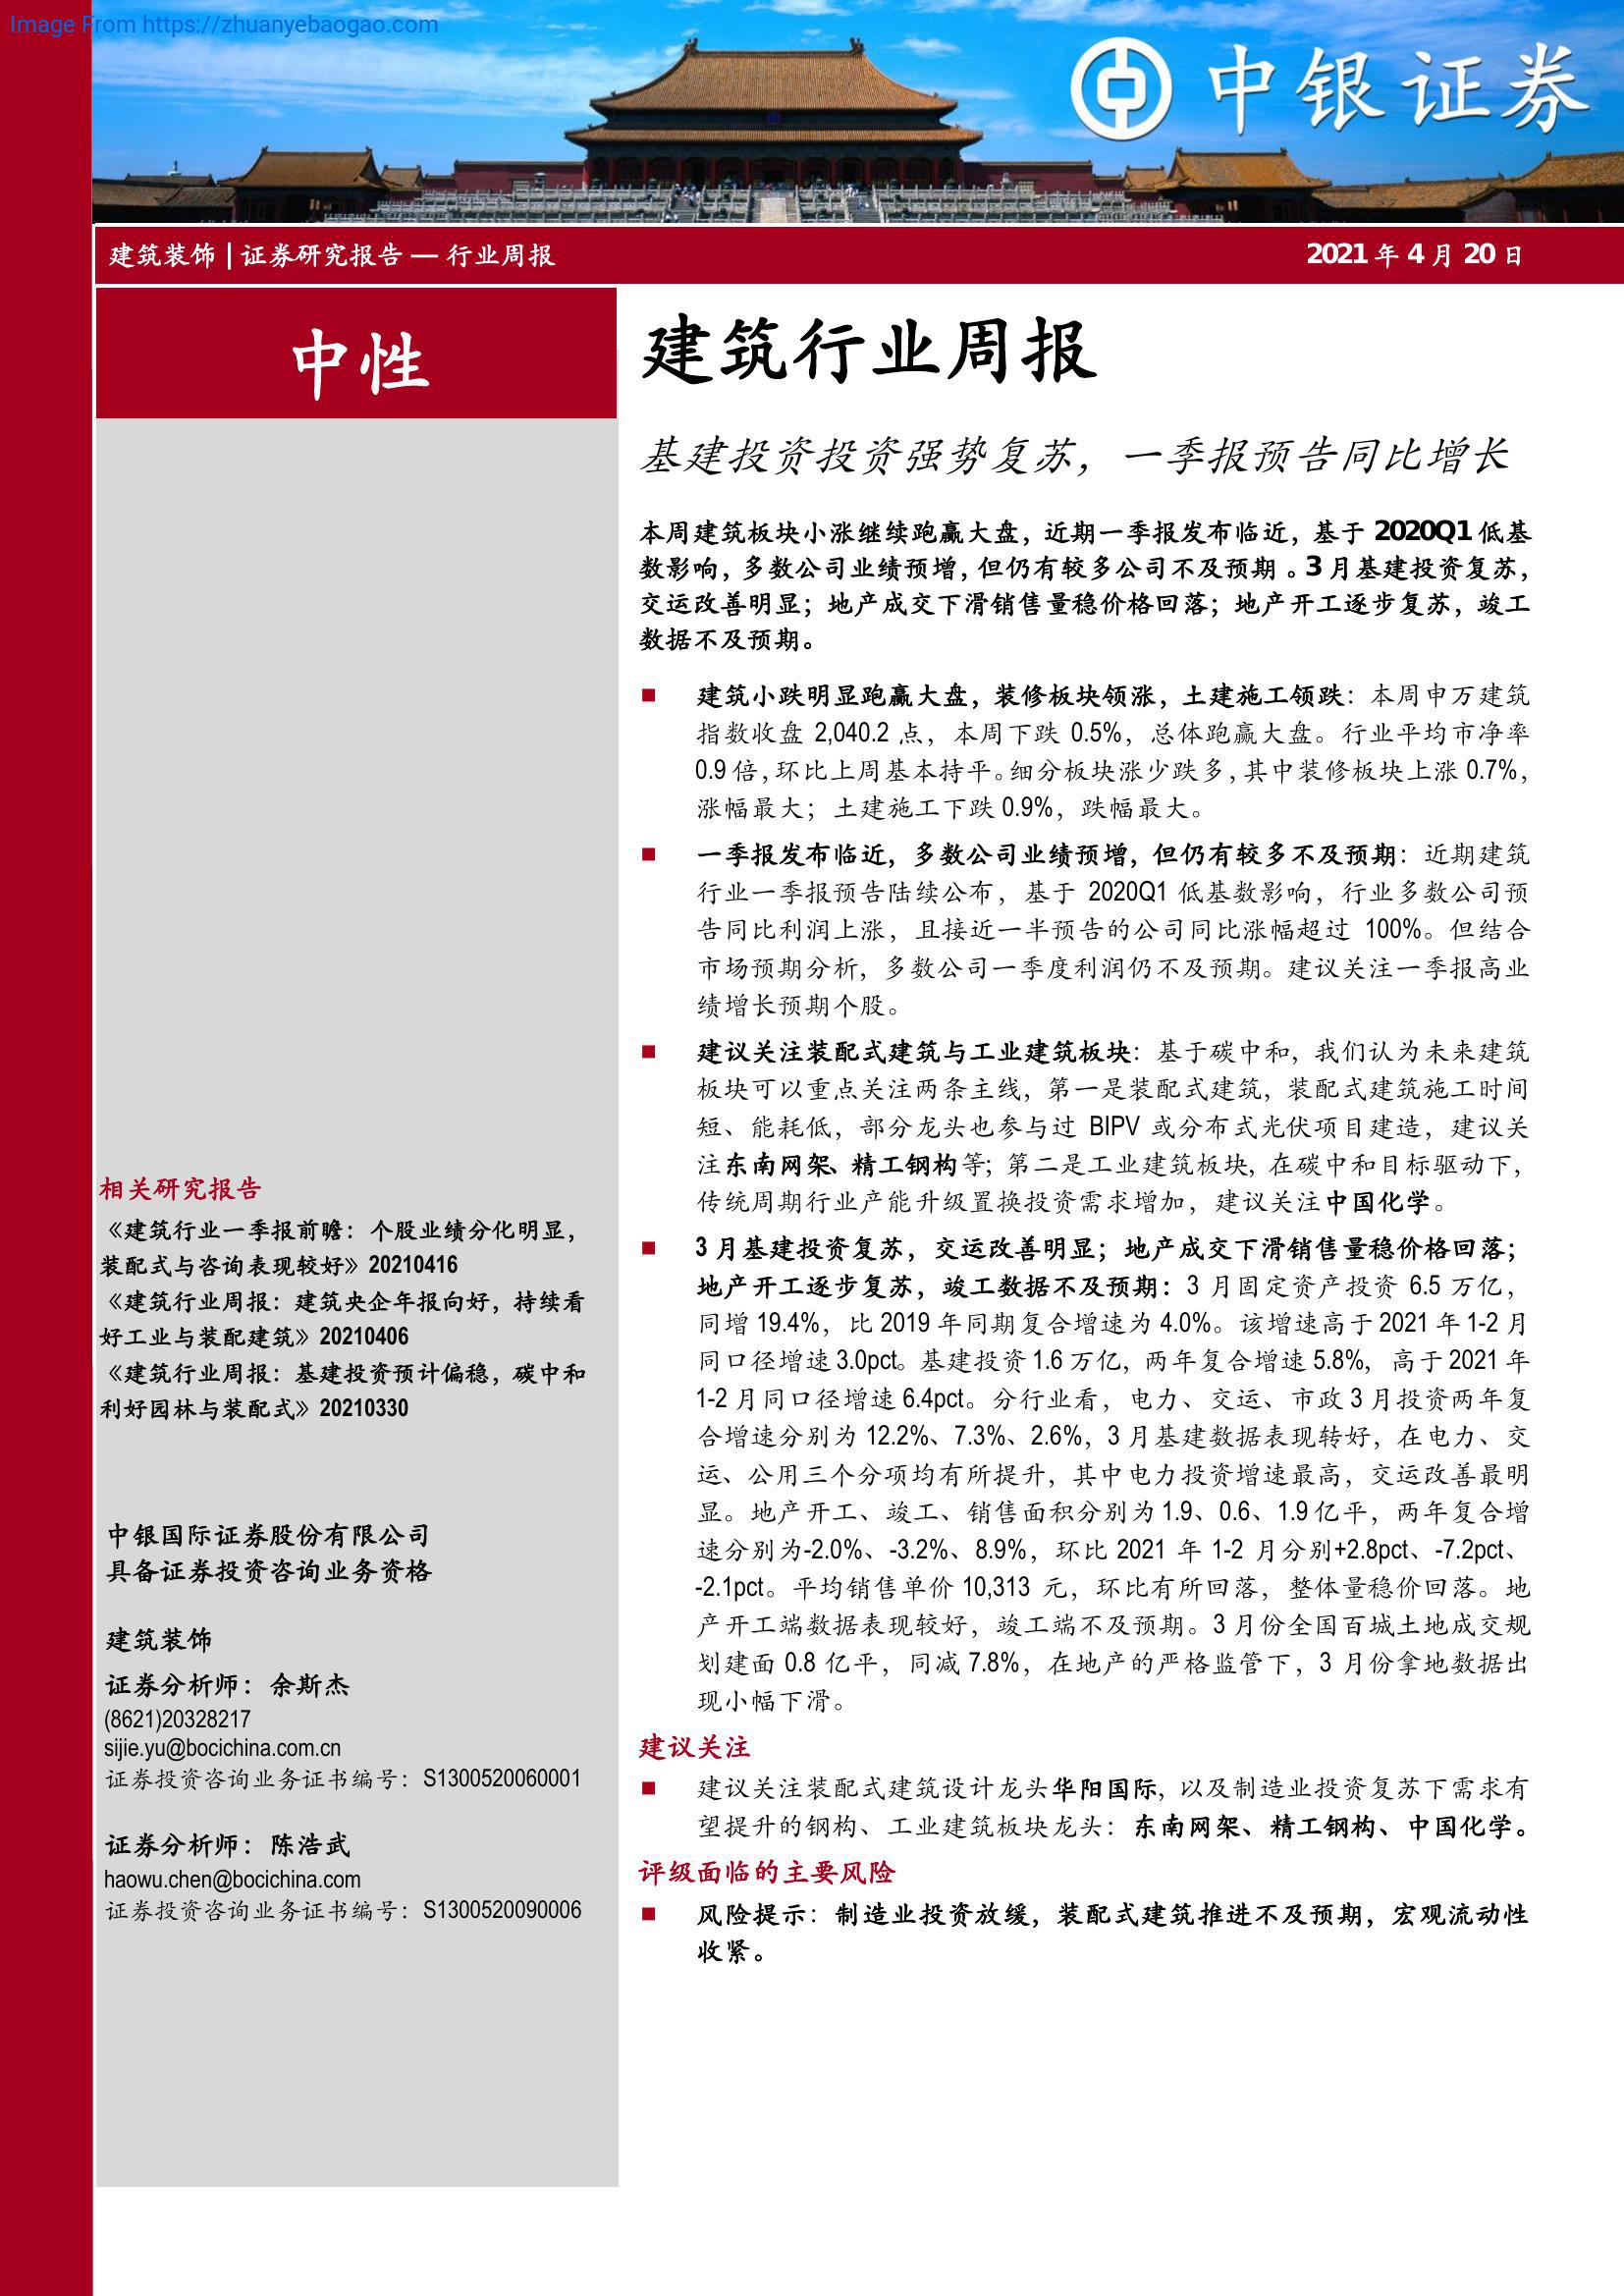 Image From https://zhuanyebaogao.com
中银证券
建筑装饰 | 证券研究报告 — 行业周报
2021 年 4 月 20 日
中性
相关研究报告
《建筑行业一季报前瞻：个股业绩分化明显，
装配式与咨询表现较好》20210416
《建筑行业周报：建筑央企年报向好，持续看
好工业与装配建筑》20210406
《建筑行业周报：基建投资预计偏稳，碳中和
利好园林与装配式》20210330
中银国际证券股份有限公司
具备证券投资咨询业务资格
建筑装饰
证券分析师：余斯杰
(8621)20328217
sijie.yu@bocichina.com.cn
证券投资咨询业务证书编号：S1300520060001
证券分析师：陈浩武
haowu.chen@bocichina.com
证券投资咨询业务证书编号：S1300520090006
建筑行业周报
基建投资投资强势复苏，一季报预告同比增长
本周建筑板块小涨继续跑赢大盘，近期一季报发布临近，基于 2020Q1 低基
数影响，多数公司业绩预增，但仍有较多公司不及预期 。3 月基建投资复苏，
交运改善明显；地产成交下滑销售量稳价格回落；地产开工逐步复苏，竣工
数据不及预期。
■ 建筑小跌明显跑赢大盘，装修板块领涨，土建施工领跌：本周申万建筑
指数收盘 2,040.2 点，本周下跌 0.5%，总体跑赢大盘。行业平均市净率
0.9 倍，环比上周基本持平。细分板块涨少跌多，其中装修板块上涨 0.7%，
涨幅最大；土建施工下跌 0.9%，跌幅最大。
■ 一季报发布临近，多数公司业绩预增，但仍有较多不及预期：近期建筑
行业一季报预告陆续公布，基于 2020Q1 低基数影响，行业多数公司预
告同比利润上涨，且接近一半预告的公司同比涨幅超过 100%。但结合
市场预期分析，多数公司一季度利润仍不及预期。建议关注一季报高业
绩增长预期个股。
■ 建议关注装配式建筑与工业建筑板块：基于碳中和，我们认为未来建筑
板块可以重点关注两条主线，第一是装配式建筑，装配式建筑施工时间
短、能耗低，部分龙头也参与过 BIPV 或分布式光伏项目建造，建议关
注东南网架、精工钢构等；第二是工业建筑板块，在碳中和目标驱动下，
传统周期行业产能升级置换投资需求增加，建议关注中国化学。
■ 3 月基建投资复苏，交运改善明显；地产成交下滑销售量稳价格回落；
地产开工逐步复苏，竣工数据不及预期：3 月固定资产投资 6.5 万亿，
同增 19.4%，比 2019 年同期复合增速为 4.0%。该增速高于 2021 年 1-2 月
同口径增速 3.0pct。基建投资 1.6 万亿，两年复合增速 5.8%，高于 2021 年
1-2 月同口径增速 6.4pct。分行业看，电力、交运、市政 3 月投资两年复
合增速分别为 12.2%、7.3%、2.6%，3 月基建数据表现转好，在电力、交
运、公用三个分项均有所提升，其中电力投资增速最高，交运改善最明
显。地产开工、竣工、销售面积分别为 1.9、0.6、1.9 亿平，两年复合增
速分别为-2.0%、-3.2%、8.9%，环比 2021 年 1-2 月分别+2.8pct、-7.2pct、
-2.1pct。平均销售单价 10,313 元，环比有所回落，整体量稳价回落。地
产开工端数据表现较好，竣工端不及预期。3 月份全国百城土地成交规
划建面 0.8 亿平，同减 7.8%，在地产的严格监管下，3 月份拿地数据出
现小幅下滑。
建议关注
■ 建议关注装配式建筑设计龙头华阳国际，以及制造业投资复苏下需求有
望提升的钢构、工业建筑板块龙头：东南网架、精工钢构、中国化学。
评级面临的主要风险
■ 风险提示：制造业投资放缓，装配式建筑推进不及预期，宏观流动性
收紧。